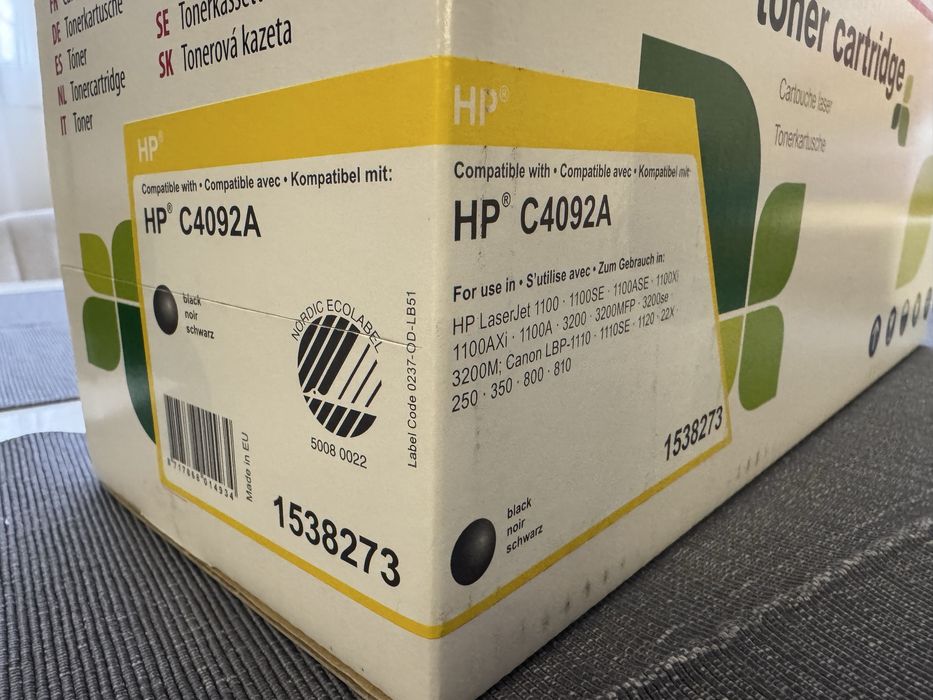 DE Tonerkartusche
ES Tóner
NL Tonercartridge
IT Toner
SE Tonerkassett
SK Tonerová kazeta
HP®
Compatible with • Compatible avec • Kompatibel mit:
HP® C4092A
black
noir
schwarz
NORDIC ECOLABEL
5008 0022
Label Code 0237-OD-LB51
Made in EU
8 717868 014934
1538273
HP®
Compatible with • Compatible avec • Kompatibel mit:
HP® C4092A
For use in • S'utilise avec • Zum Gebrauch in:
HP LaserJet 1100 · 1100SE · 1100ASE · 1100Xi
1100AXi · 1100A · 3200 · 3200MFP · 3200se
3200M; Canon LBP-1110 · 1110SE · 1120 · 22X ·
250 · 350 · 800 · 810
1538273
black
noir
schwarz
toner cartridge
Cartouche laser
Tonerkartusche